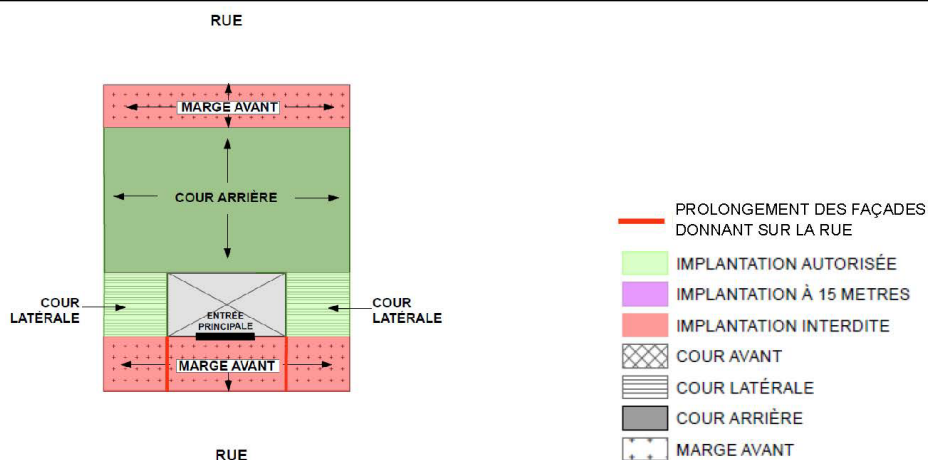 RUE
MARGE AVANT
COUR ARRIÈRE
COUR
LATÉRALE
ENTRÉE
PRINCIPALE
COUR
LATÉRALE
MARGE AVANT
RUE
PROLONGEMENT DES FAÇADES
DONNANT SUR LA RUE
IMPLANTATION AUTORISÉE
IMPLANTATION À 15 METRES
IMPLANTATION INTERDITE
COUR AVANT
COUR LATÉRALE
COUR ARRIÈRE
MARGE AVANT